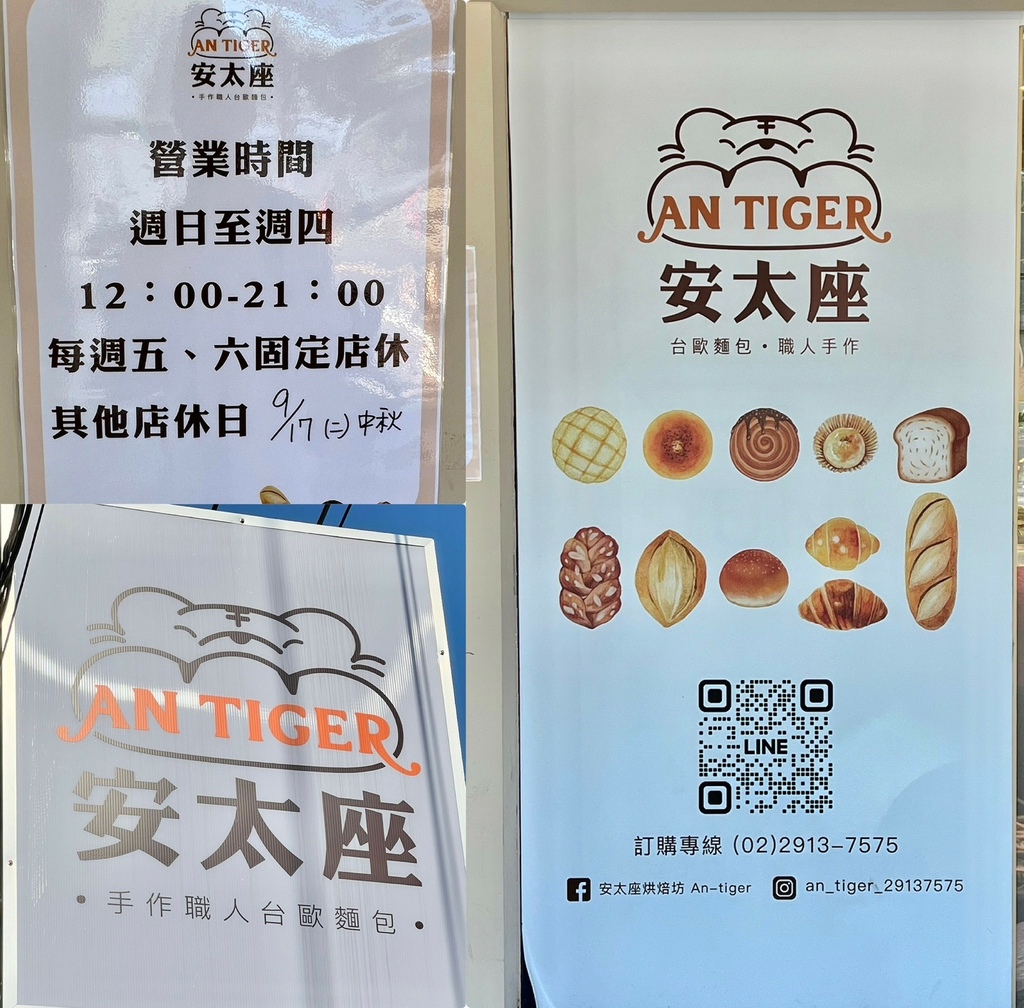 AN TIGER
安太座
·手作職人台歐麵包·
營業時間
週日至週四
12：00-21：00
每週五、六固定店休
其他店休日 9/17 (二) 中秋
AN TIGER
安太座
·手作職人台歐麵包·
AN TIGER
安太座
台歐麵包·職人手作
LINE
訂購專線 (02)2913-7575
安太座烘焙坊 An-tiger
an_tiger_29137575